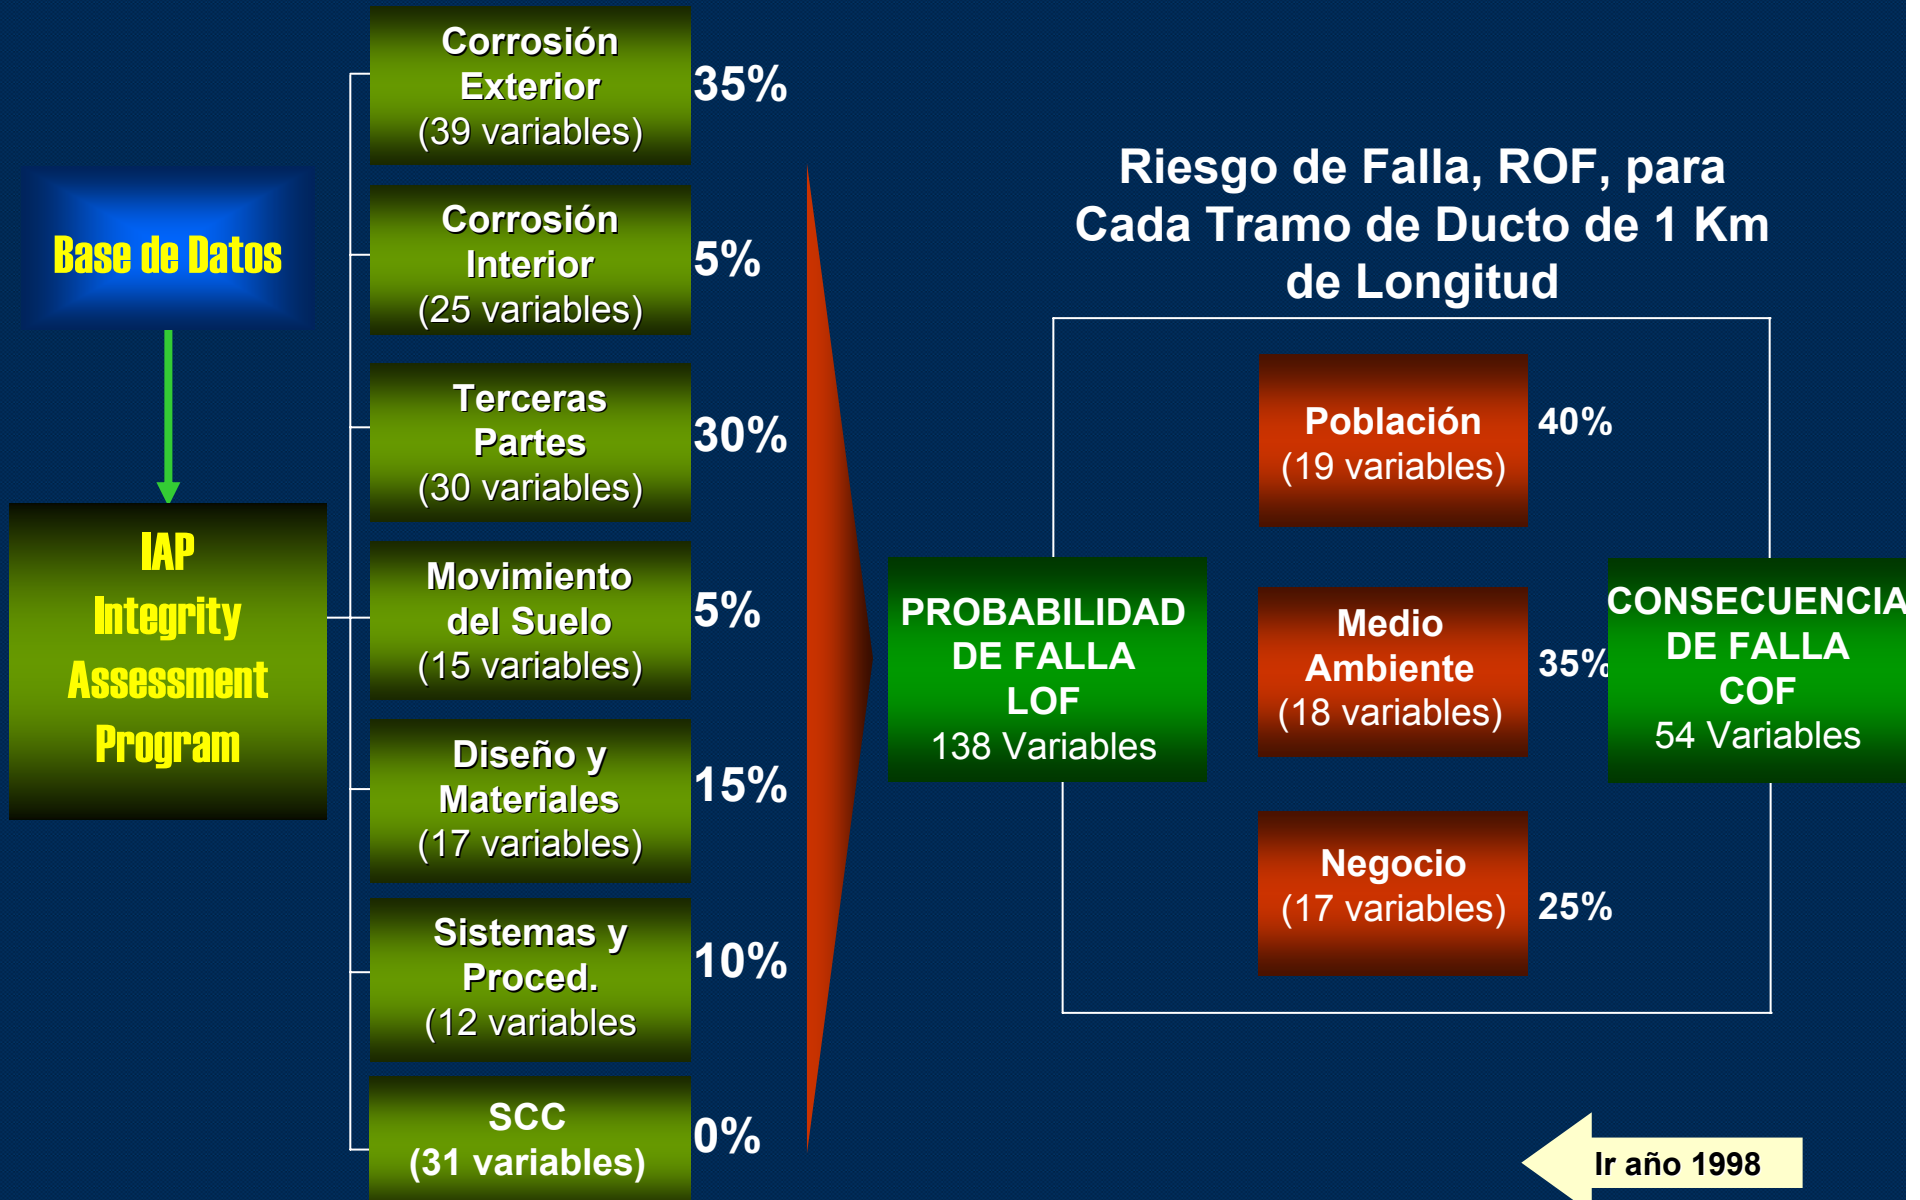 Base de Datos
IAP
Integrity
Assessment
Program
Corrosión
Exterior
(39 variables)
35%
Corrosión
Interior
(25 variables)
5%
Terceras
Partes
(30 variables)
30%
Movimiento
del Suelo
(15 variables)
5%
Diseño y
Materiales
(17 variables)
15%
Sistemas y
Proced.
(12 variables
10%
SCC
(31 variables)
0%
Riesgo de Falla, ROF, para
Cada Tramo de Ducto de 1 Km
de Longitud
PROBABILIDAD
DE FALLA
LOF
138 Variables
Población
(19 variables)
40%
Medio
Ambiente
(18 variables)
35%
Negocio
(17 variables)
25%
CONSECUENCIA
DE FALLA
COF
54 Variables
Ir año 1998